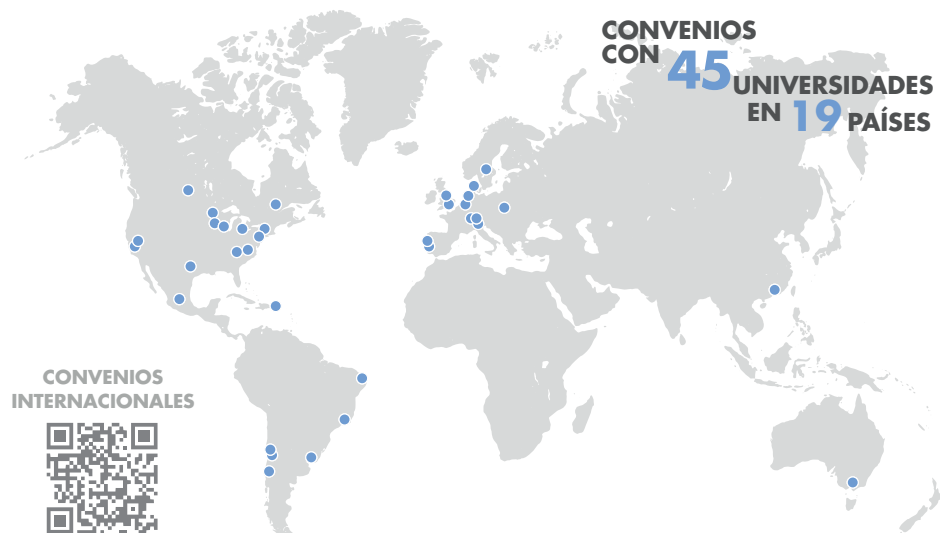 CONVENIOS
CON 45 UNIVERSIDADES
EN 19 PAÍSES
CONVENIOS
INTERNACIONALES